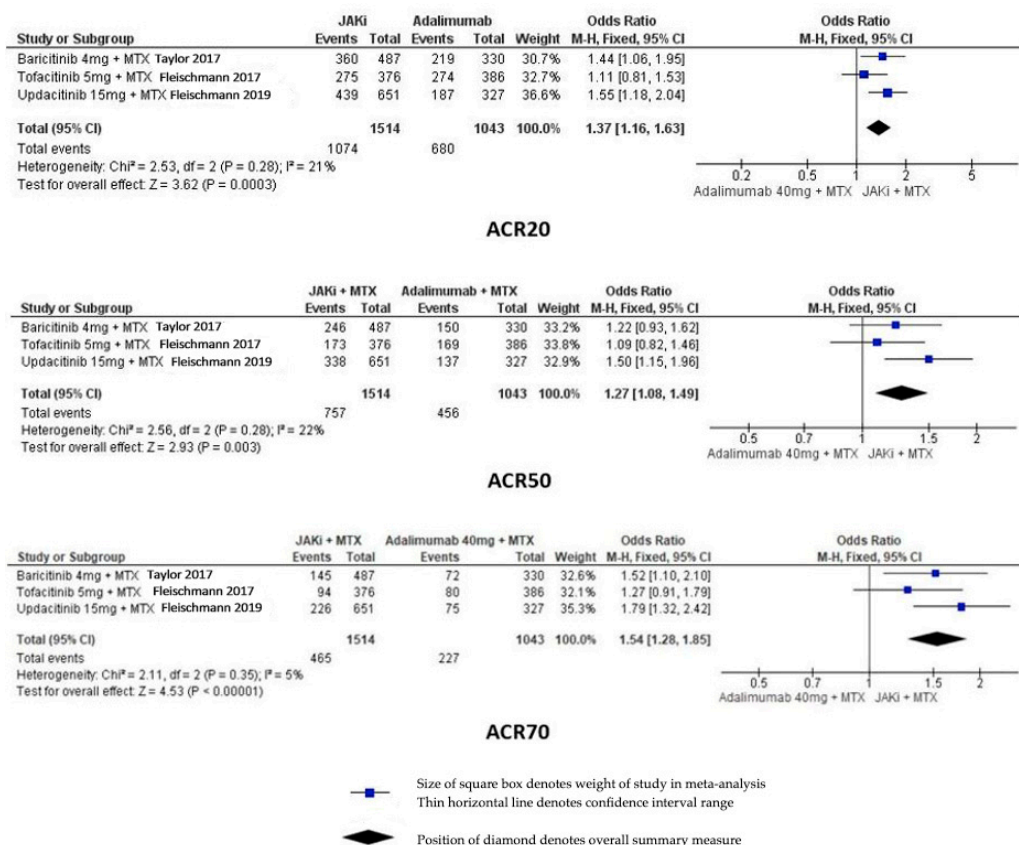 JAKi Adalimumab Odds Ratio Odds Ratio
Study or Subgroup Events Total Events Total Weight M-H, Fixed, 95% CI M-H, Fixed, 95% CI
Baricitinib 4mg + MTX Taylor 2017 360 487 219 330 30.7% 1.44 [1.06, 1.95]
Tofacitinib 5mg + MTX Fleischmann 2017 275 376 274 386 32.7% 1.11 [0.81, 1.53]
Updacitinib 15mg + MTX Fleischmann 2019 439 651 187 327 36.6% 1.55 [1.18, 2.04]
Total (95% CI) 1514 1043 100.0% 1.37 [1.16, 1.63]
Total events 1074 680
Heterogeneity: Chi² = 2.53, df = 2 (P = 0.28); I² = 21%
Test for overall effect: Z = 3.62 (P = 0.0003)
0.2 0.5 1 2 5
Adalimumab 40mg + MTX JAKi + MTX
ACR20
JAKi + MTX Adalimumab + MTX Odds Ratio Odds Ratio
Study or Subgroup Events Total Events Total Weight M-H, Fixed, 95% CI M-H, Fixed, 95% CI
Baricitinib 4mg + MTX Taylor 2017 246 487 150 330 33.2% 1.22 [0.93, 1.62]
Tofacitinib 5mg + MTX Fleischmann 2017 173 376 169 386 33.8% 1.09 [0.82, 1.46]
Updacitinib 15mg + MTX Fleischmann 2019 338 651 137 327 32.9% 1.50 [1.15, 1.96]
Total (95% CI) 1514 1043 100.0% 1.27 [1.08, 1.49]
Total events 757 456
Heterogeneity: Chi² = 2.56, df = 2 (P = 0.28); I² = 22%
Test for overall effect: Z = 2.93 (P = 0.003)
0.5 0.7 1 1.5 2
Adalimumab 40mg + MTX JAKi + MTX
ACR50
JAKi + MTX Adalimumab 40mg + MTX Odds Ratio Odds Ratio
Study or Subgroup Events Total Events Total Weight M-H, Fixed, 95% CI M-H, Fixed, 95% CI
Baricitinib 4mg + MTX Taylor 2017 145 487 72 330 32.6% 1.52 [1.10, 2.10]
Tofacitinib 5mg + MTX Fleischmann 2017 94 376 80 386 32.1% 1.27 [0.91, 1.79]
Updacitinib 15mg + MTX Fleischmann 2019 226 651 75 327 35.3% 1.79 [1.32, 2.42]
Total (95% CI) 1514 1043 100.0% 1.54 [1.28, 1.85]
Total events 465 227
Heterogeneity: Chi² = 2.11, df = 2 (P = 0.35); I² = 5%
Test for overall effect: Z = 4.53 (P < 0.00001)
0.5 0.7 1 1.5 2
Adalimumab 40mg + MTX JAKi + MTX
ACR70
Size of square box denotes weight of study in meta-analysis
Thin horizontal line denotes confidence interval range
Position of diamond denotes overall summary measure